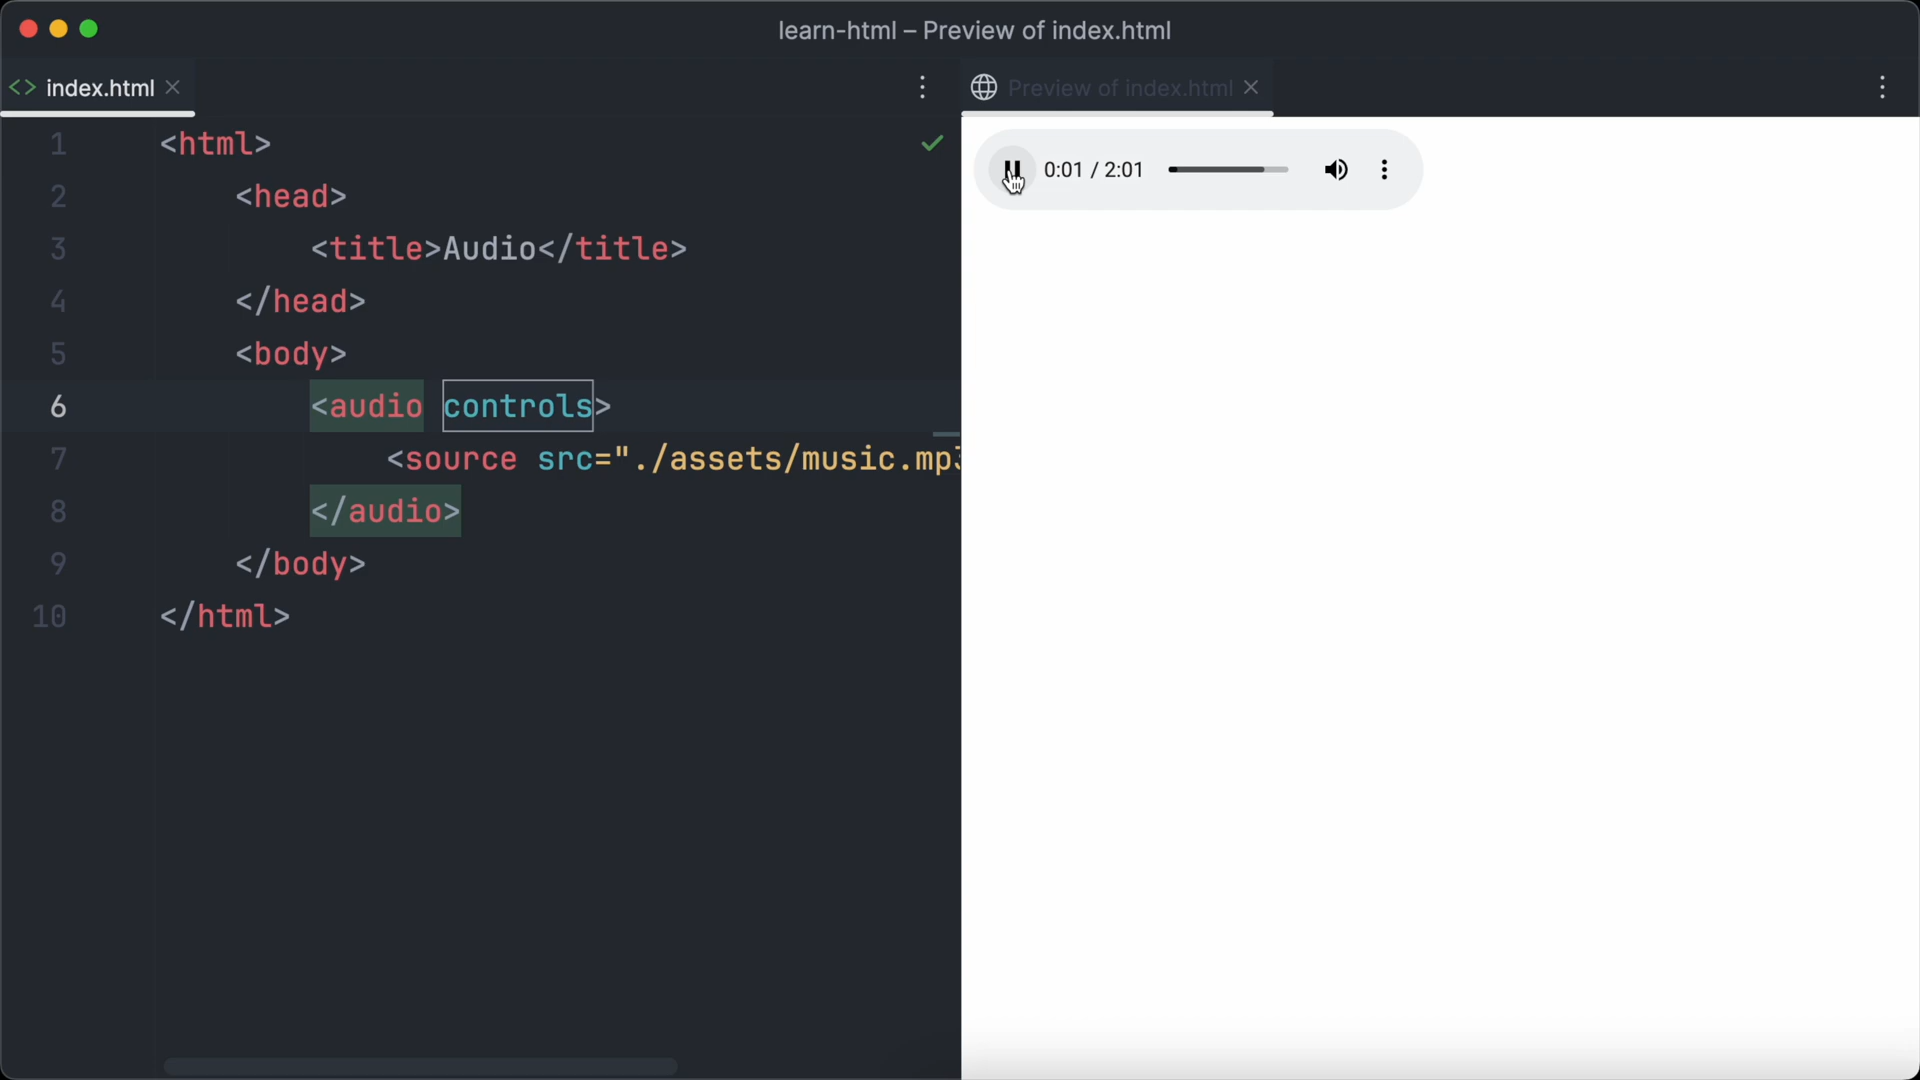 learn-html – Preview of index.html
<> index.html
Preview of index.html
1 <html>
2 <head>
3 <title>Audio</title>
4 </head>
5 <body>
6 <audio controls>
7 <source src="./assets/music.mp3
8 </audio>
9 </body>
10 </html>
0:01 / 2:01